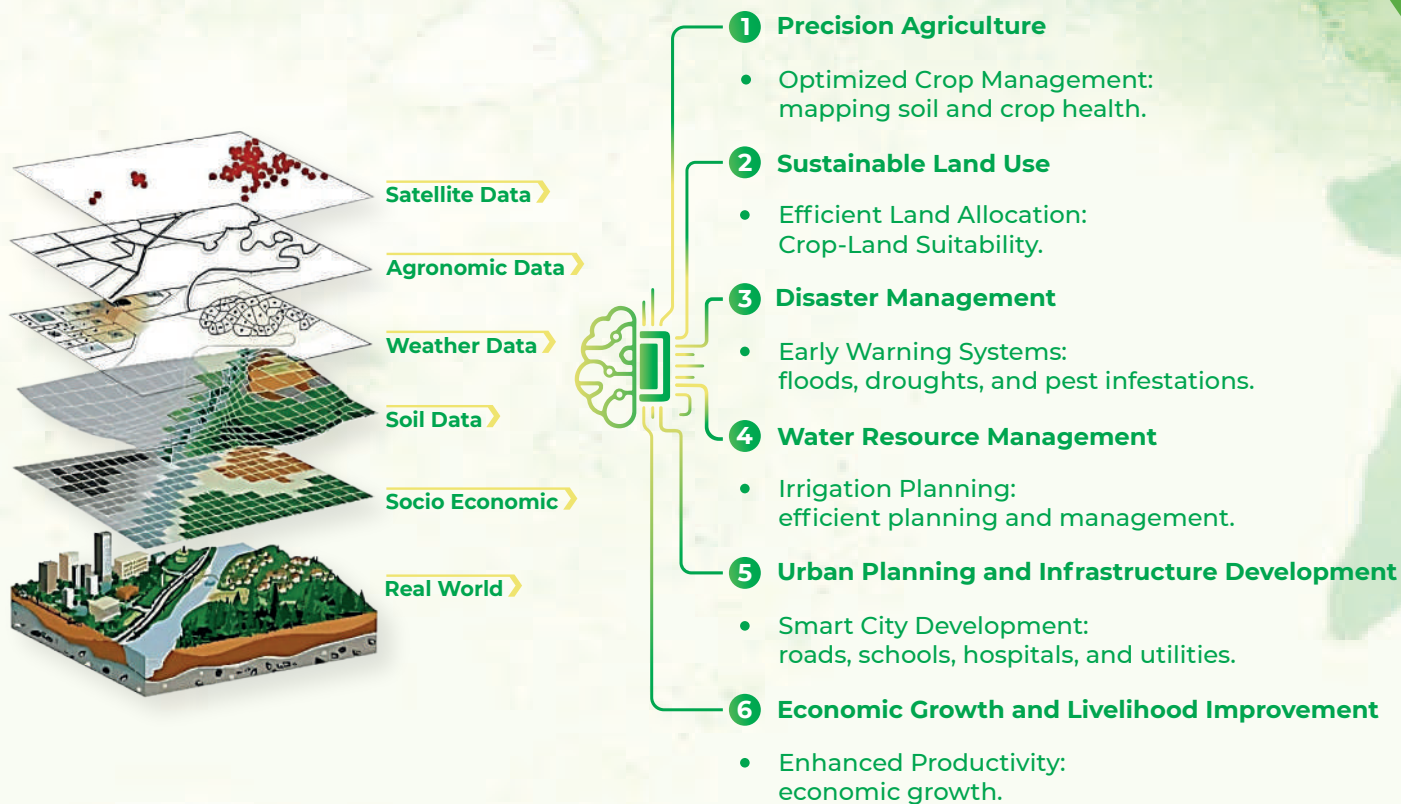 Satellite Data
Agronomic Data
Weather Data
Soil Data
Socio Economic
Real World
1 Precision Agriculture
• Optimized Crop Management:
mapping soil and crop health.
2 Sustainable Land Use
• Efficient Land Allocation:
Crop-Land Suitability.
3 Disaster Management
• Early Warning Systems:
floods, droughts, and pest infestations.
4 Water Resource Management
• Irrigation Planning:
efficient planning and management.
5 Urban Planning and Infrastructure Development
• Smart City Development:
roads, schools, hospitals, and utilities.
6 Economic Growth and Livelihood Improvement
• Enhanced Productivity:
economic growth.